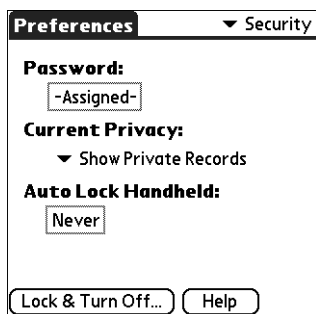 Preferences Security
Password:
-Assigned-
Current Privacy:
Show Private Records
Auto Lock Handheld:
Never
Lock & Turn Off... Help